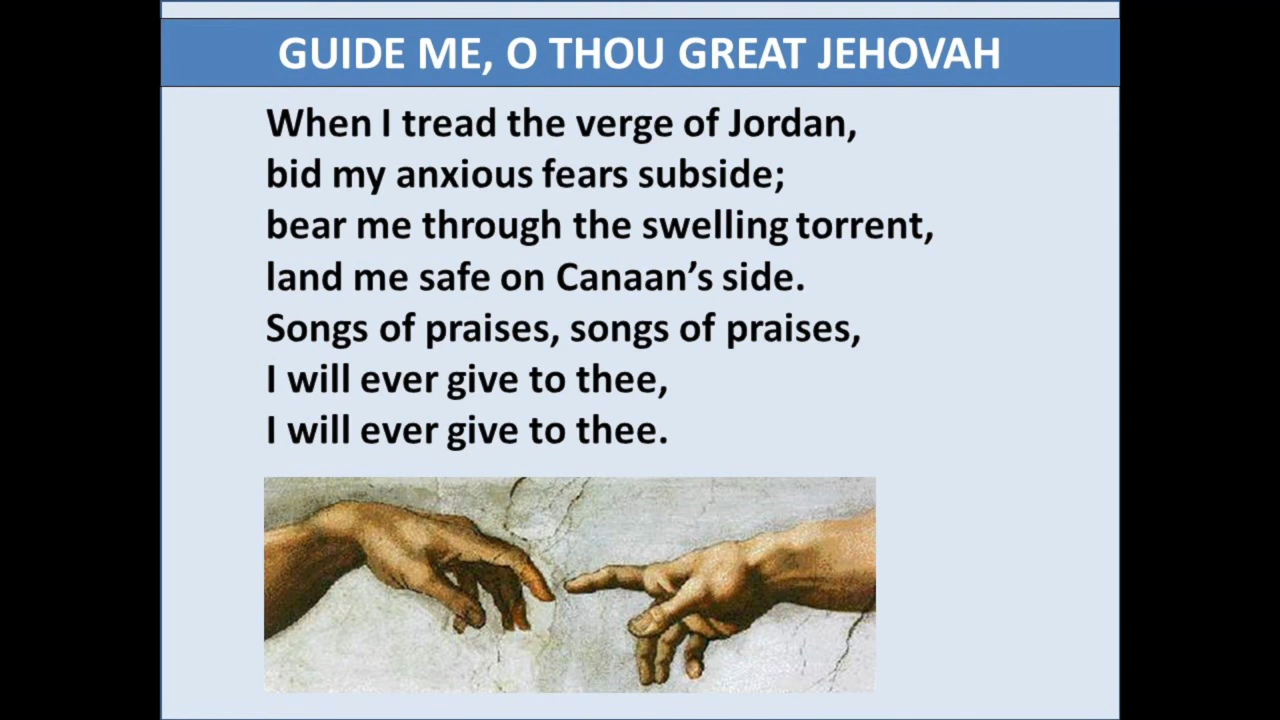 GUIDE ME, O THOU GREAT JEHOVAH
When I tread the verge of Jordan,
bid my anxious fears subside;
bear me through the swelling torrent,
land me safe on Canaan’s side.
Songs of praises, songs of praises,
I will ever give to thee,
I will ever give to thee.